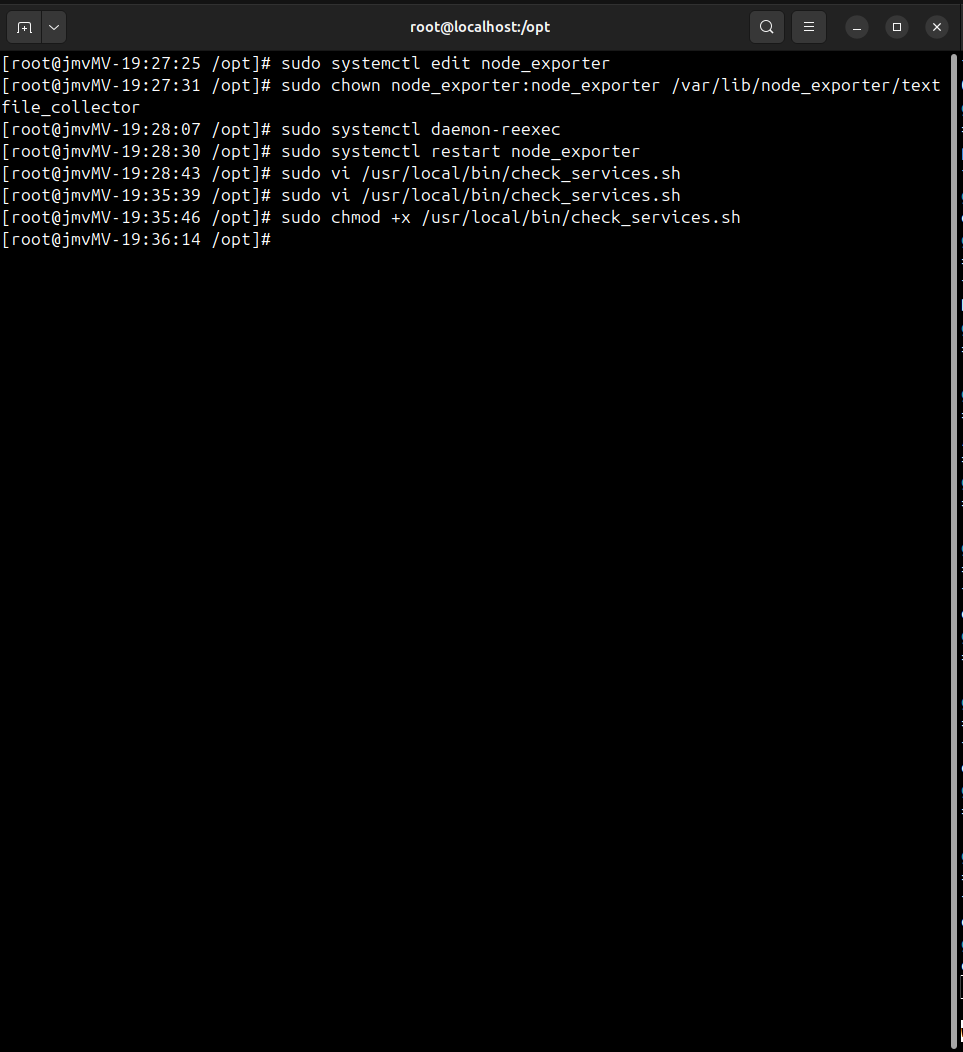 root@localhost:/opt
[root@jmvMV-19:27:25 /opt]# sudo systemctl edit node_exporter
[root@jmvMV-19:27:31 /opt]# sudo chown node_exporter:node_exporter /var/lib/node_exporter/text
file_collector
[root@jmvMV-19:28:07 /opt]# sudo systemctl daemon-reexec
[root@jmvMV-19:28:30 /opt]# sudo systemctl restart node_exporter
[root@jmvMV-19:28:43 /opt]# sudo vi /usr/local/bin/check_services.sh
[root@jmvMV-19:35:39 /opt]# sudo vi /usr/local/bin/check_services.sh
[root@jmvMV-19:35:46 /opt]# sudo chmod +x /usr/local/bin/check_services.sh
[root@jmvMV-19:36:14 /opt]#